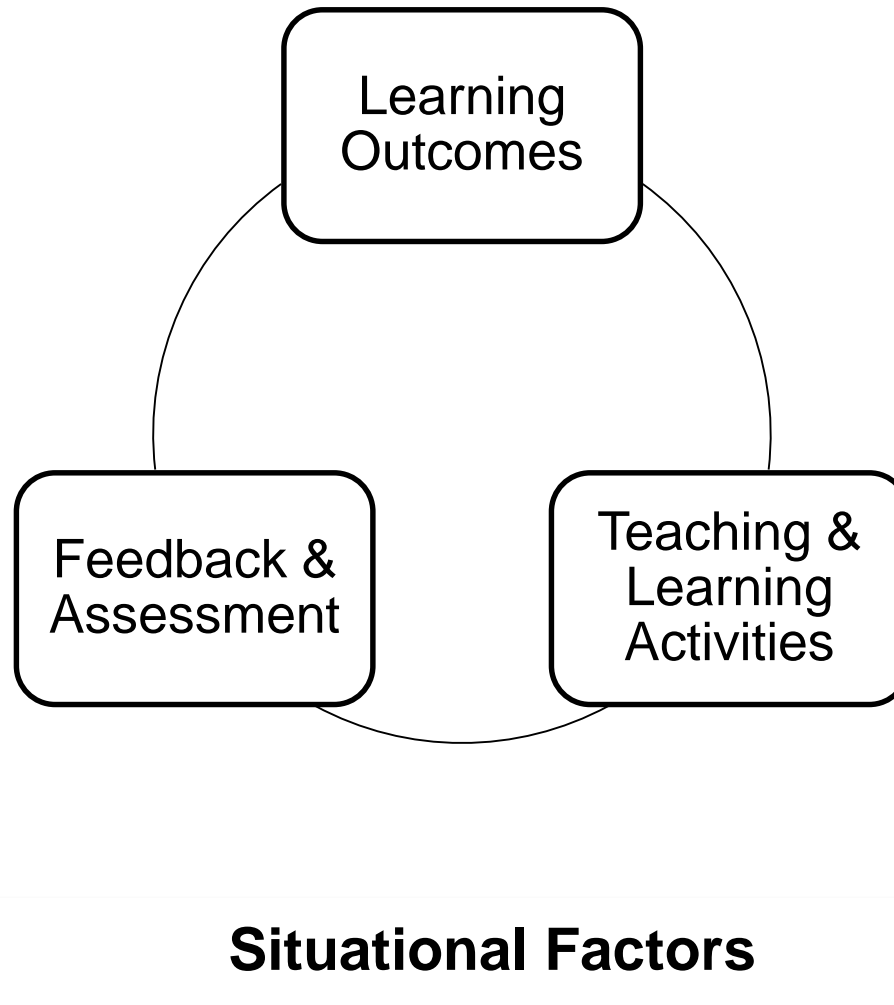 Learning
Outcomes
Feedback &
Assessment
Teaching &
Learning
Activities
Situational Factors